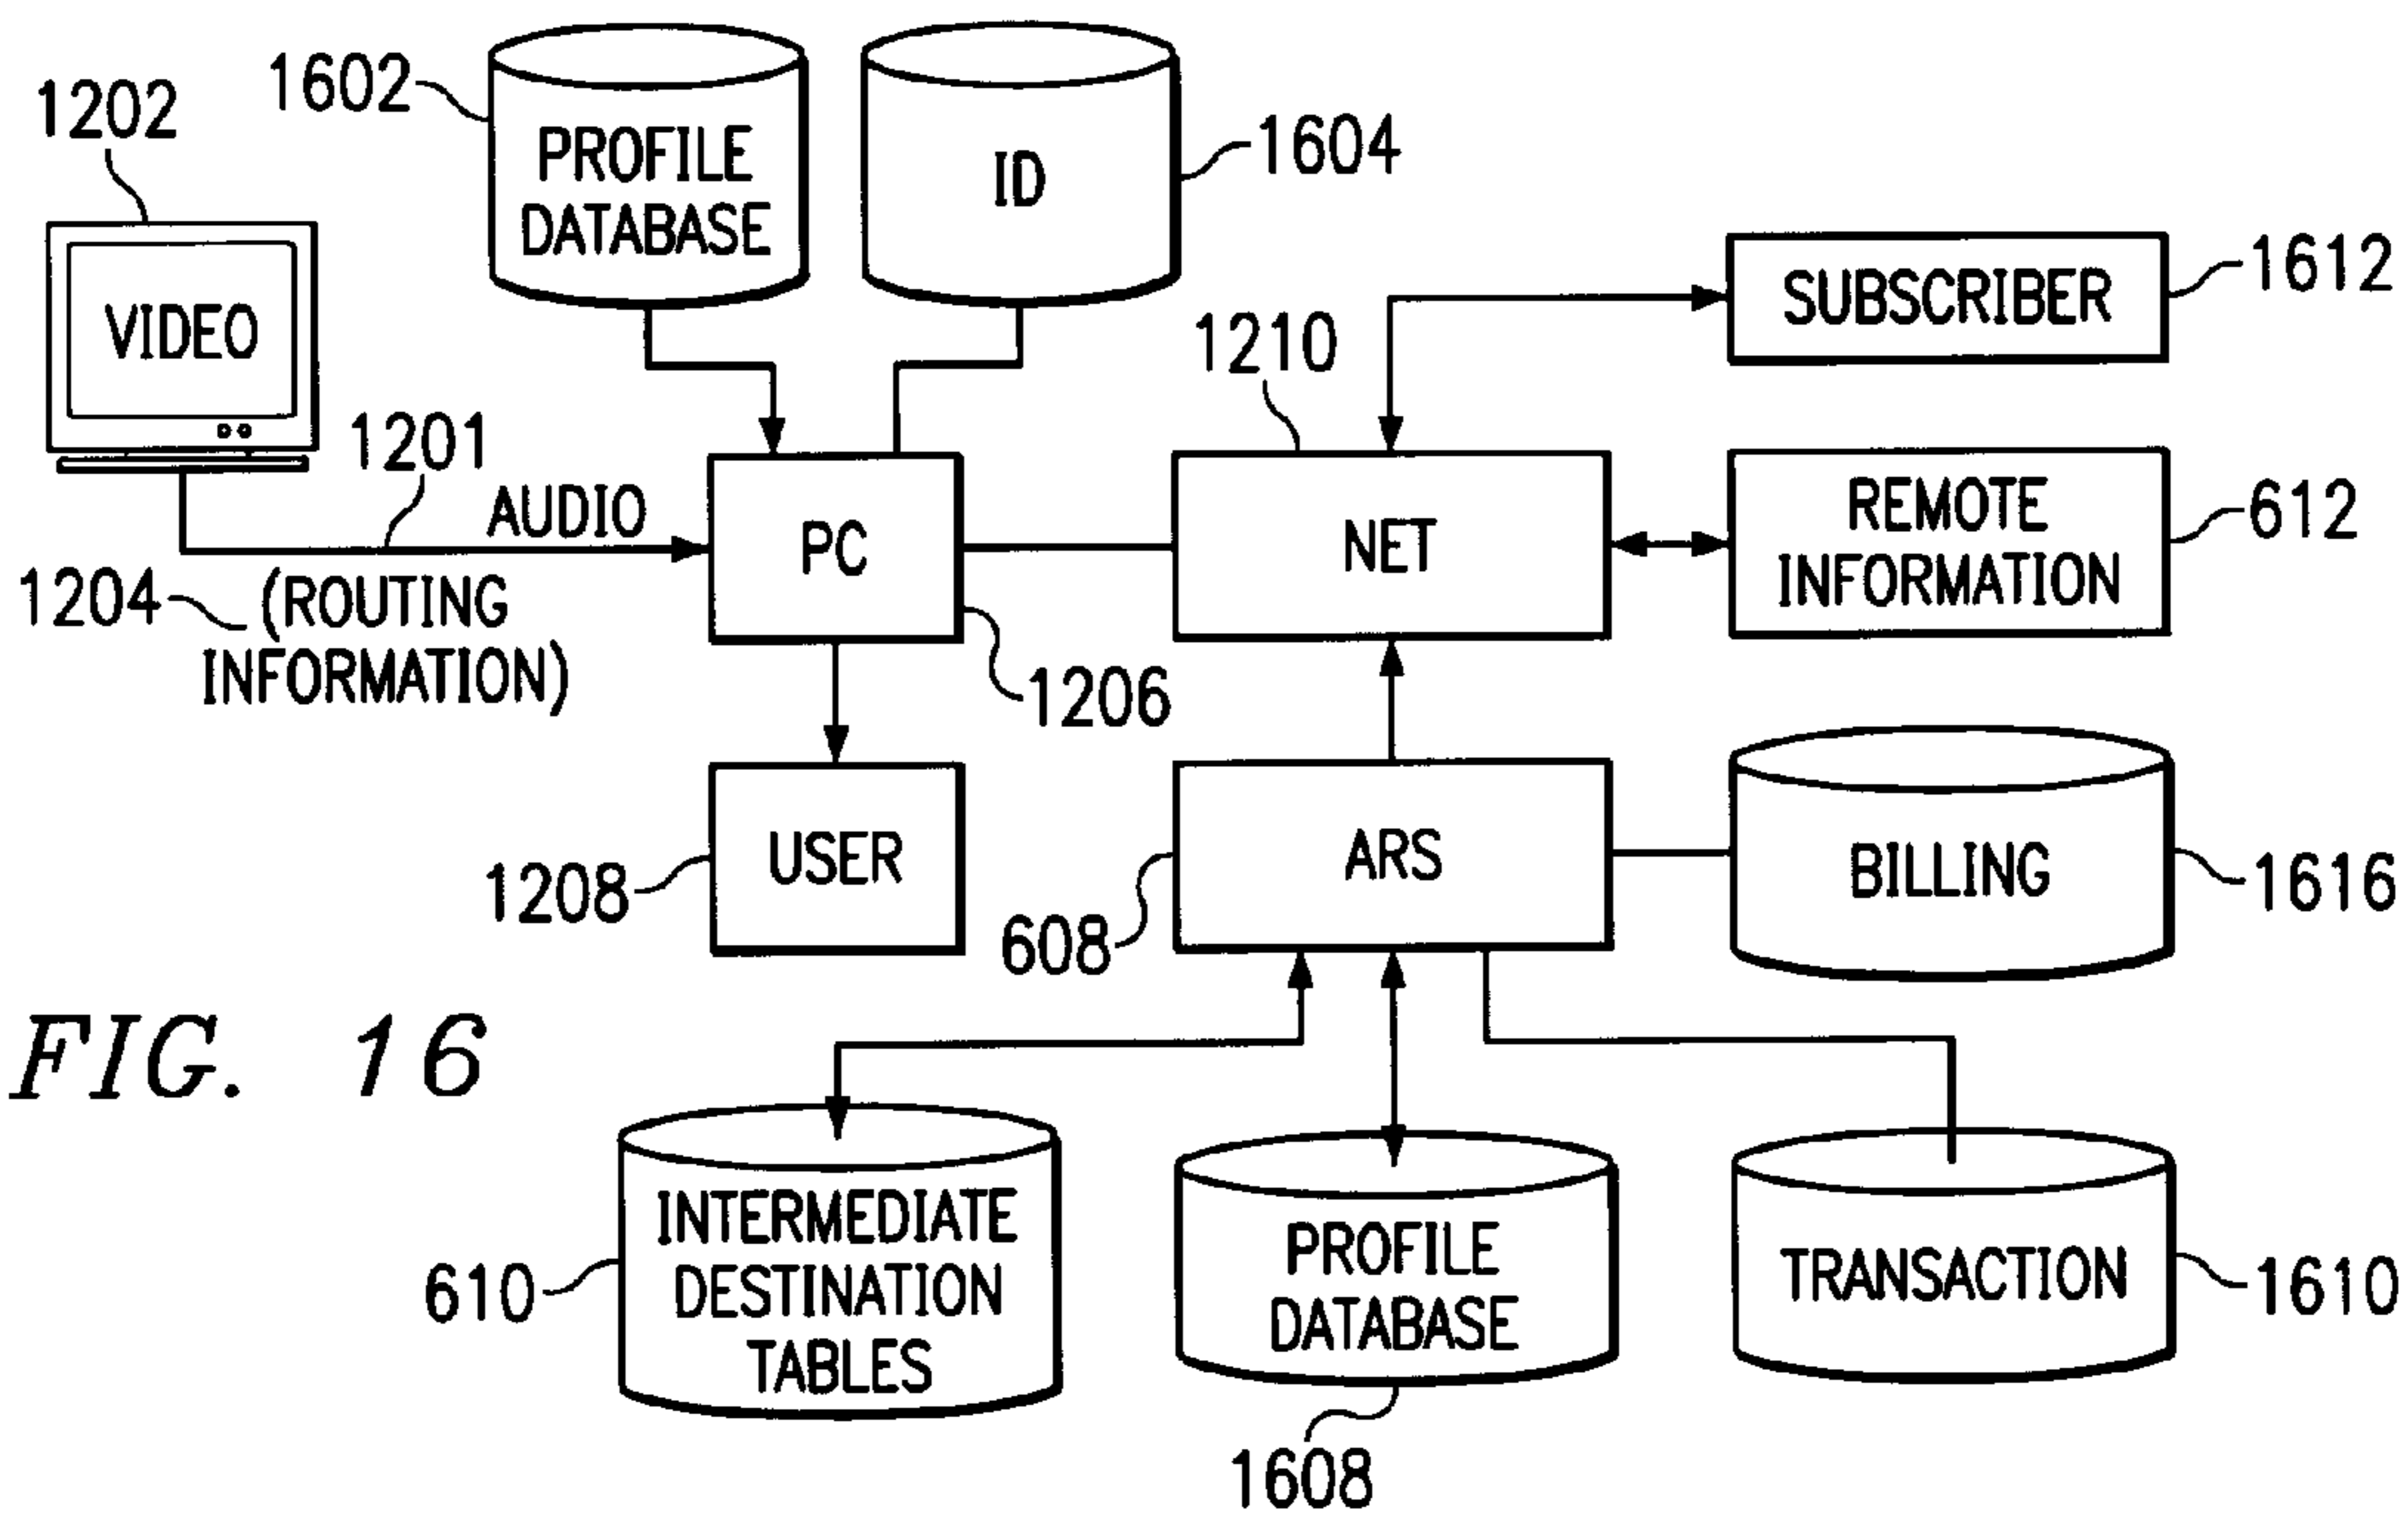 1202
1602
PROFILE
DATABASE
ID
1604
VIDEO
1201
AUDIO
1204
(ROUTING
INFORMATION)
PC
1206
1210
NET
SUBSCRIBER
1612
REMOTE
INFORMATION
612
USER
1208
ARS
608
BILLING
1616
FIG. 16
INTERMEDIATE
DESTINATION
TABLES
610
PROFILE
DATABASE
1608
TRANSACTION
1610